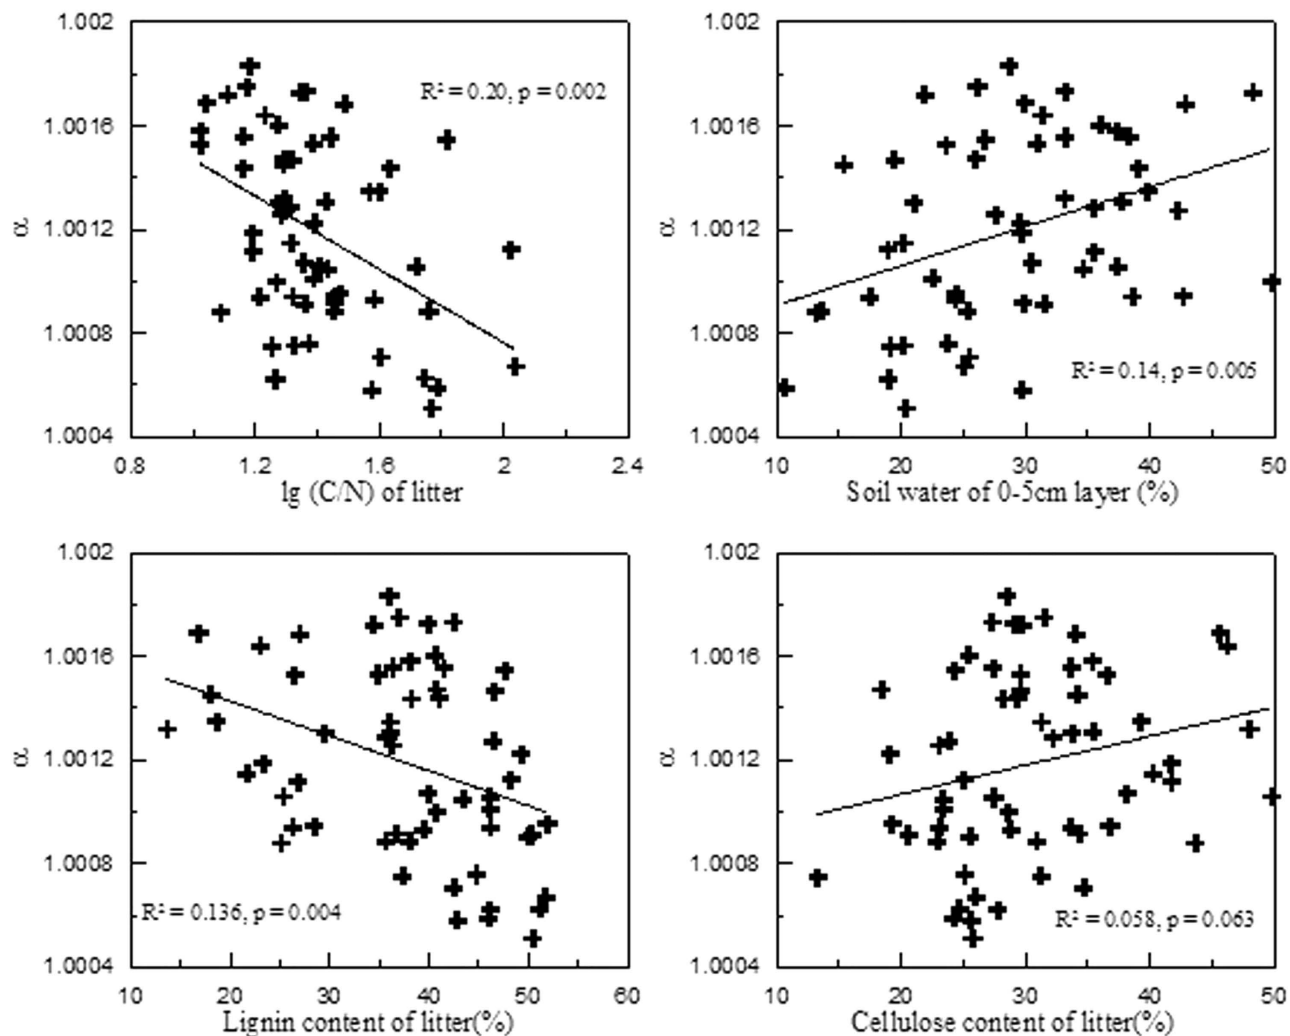 1.002
1.0016
1.0012
1.0008
1.0004
α
R² = 0.20, p = 0.002
0.8 1.2 1.6 2 2.4
lg (C/N) of litter
1.002
1.0016
1.0012
1.0008
1.0004
α
R² = 0.14, p = 0.005
10 20 30 40 50
Soil water of 0-5cm layer (%)
1.002
1.0016
1.0012
1.0008
1.0004
α
R² = 0.136, p = 0.004
10 20 30 40 50 60
Lignin content of litter(%)
1.002
1.0016
1.0012
1.0008
1.0004
α
R² = 0.058, p = 0.063
10 20 30 40 50
Cellulose content of litter(%)